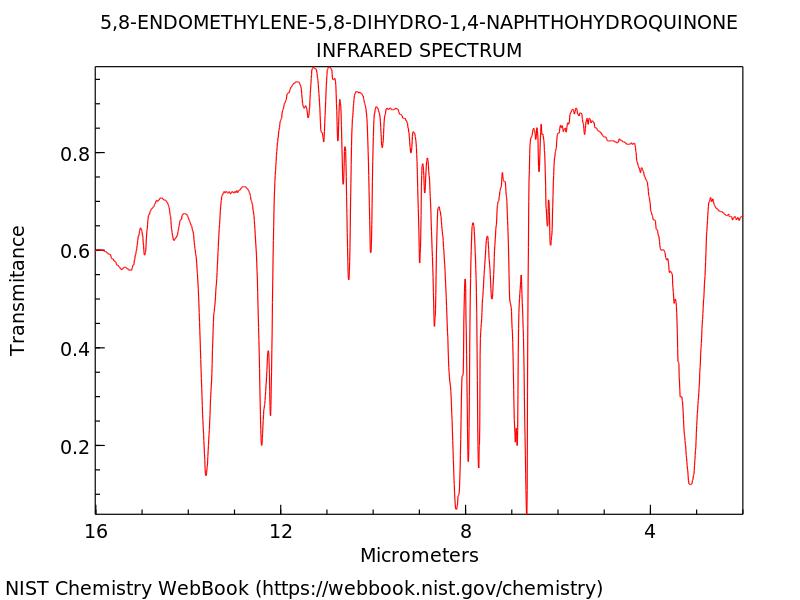 5,8-ENDOMETHYLENE-5,8-DIHYDRO-1,4-NAPHTHOHYDROQUINONE
INFRARED SPECTRUM
Transmitance
0.8
0.6
0.4
0.2
16 12 8 4
Micrometers
NIST Chemistry WebBook (https://webbook.nist.gov/chemistry)